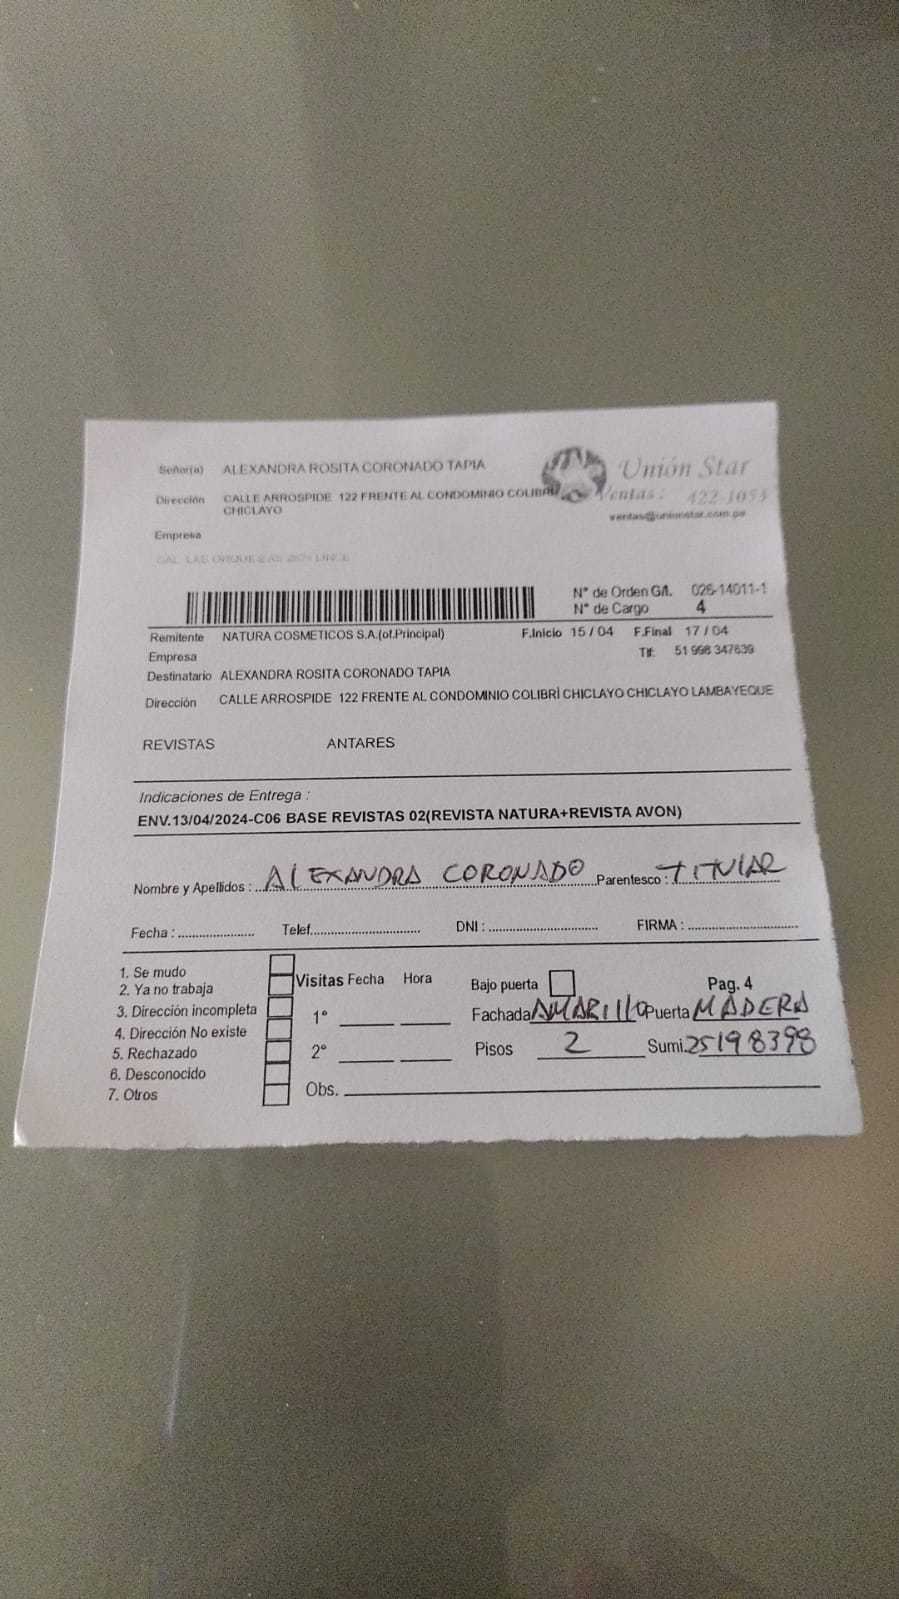 Señor(a) ALEXANDRA ROSITA CORONADO TAPIA
Unión Star
Dirección CALLE ARROSPIDE 122 FRENTE AL CONDOMINIO COLIBRÌ
CHICLAYO
Ventas: 422-1053
ventas@unionstar.com.pe
Empresa
N° de Orden G/I. 026-14011-1
N° de Cargo 4
Remitente NATURA COSMETICOS S.A.(of.Principal) F.Inicio 15 / 04 F.Final 17 / 04
Empresa Tlf: 51 998 347639
Destinatario ALEXANDRA ROSITA CORONADO TAPIA
Dirección CALLE ARROSPIDE 122 FRENTE AL CONDOMINIO COLIBRÌ CHICLAYO CHICLAYO LAMBAYEQUE
REVISTAS ANTARES
Indicaciones de Entrega :
ENV.13/04/2024-C06 BASE REVISTAS 02(REVISTA NATURA+REVISTA AVON)
Nombre y Apellidos : ALEXANDRA CORONADO Parentesco : TITULAR
Fecha : Telef. DNI : FIRMA :
1. Se mudo
2. Ya no trabaja
3. Dirección incompleta
4. Dirección No existe
5. Rechazado
6. Desconocido
7. Otros
Visitas Fecha Hora
1°
2°
Obs.
Bajo puerta Pag. 4
Fachada AMARILLO Puerta MADERA
Pisos 2 Sumi. 25198398